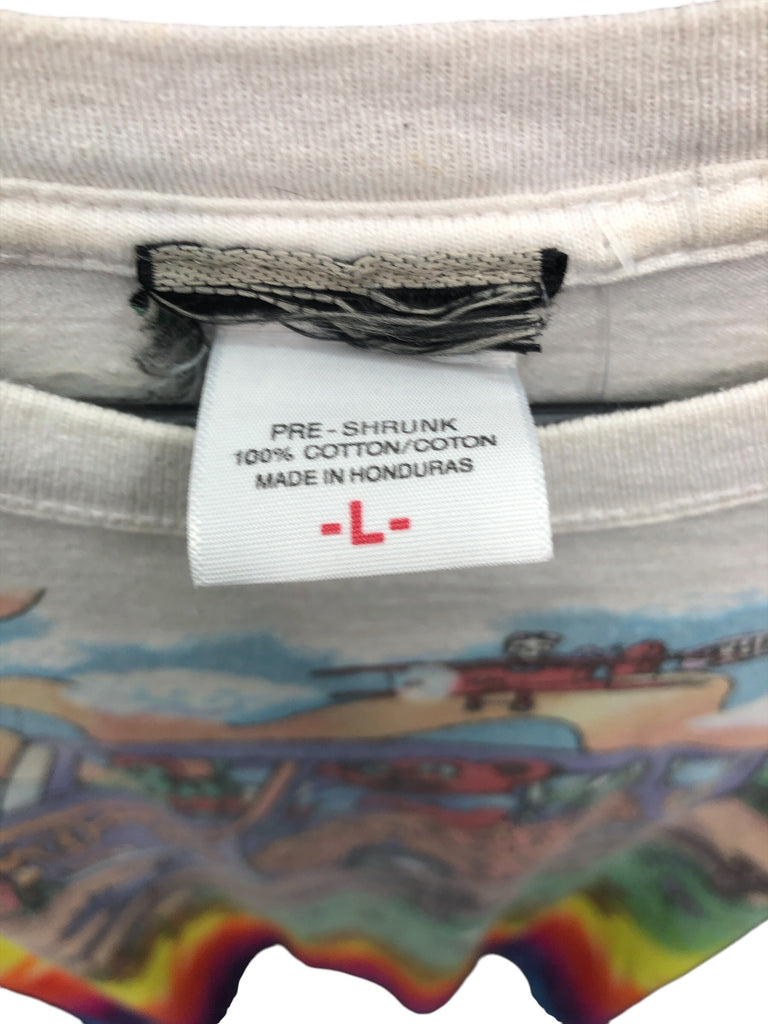 PRE-SHRUNK
100% COTTON/COTON
MADE IN HONDURAS
-L-